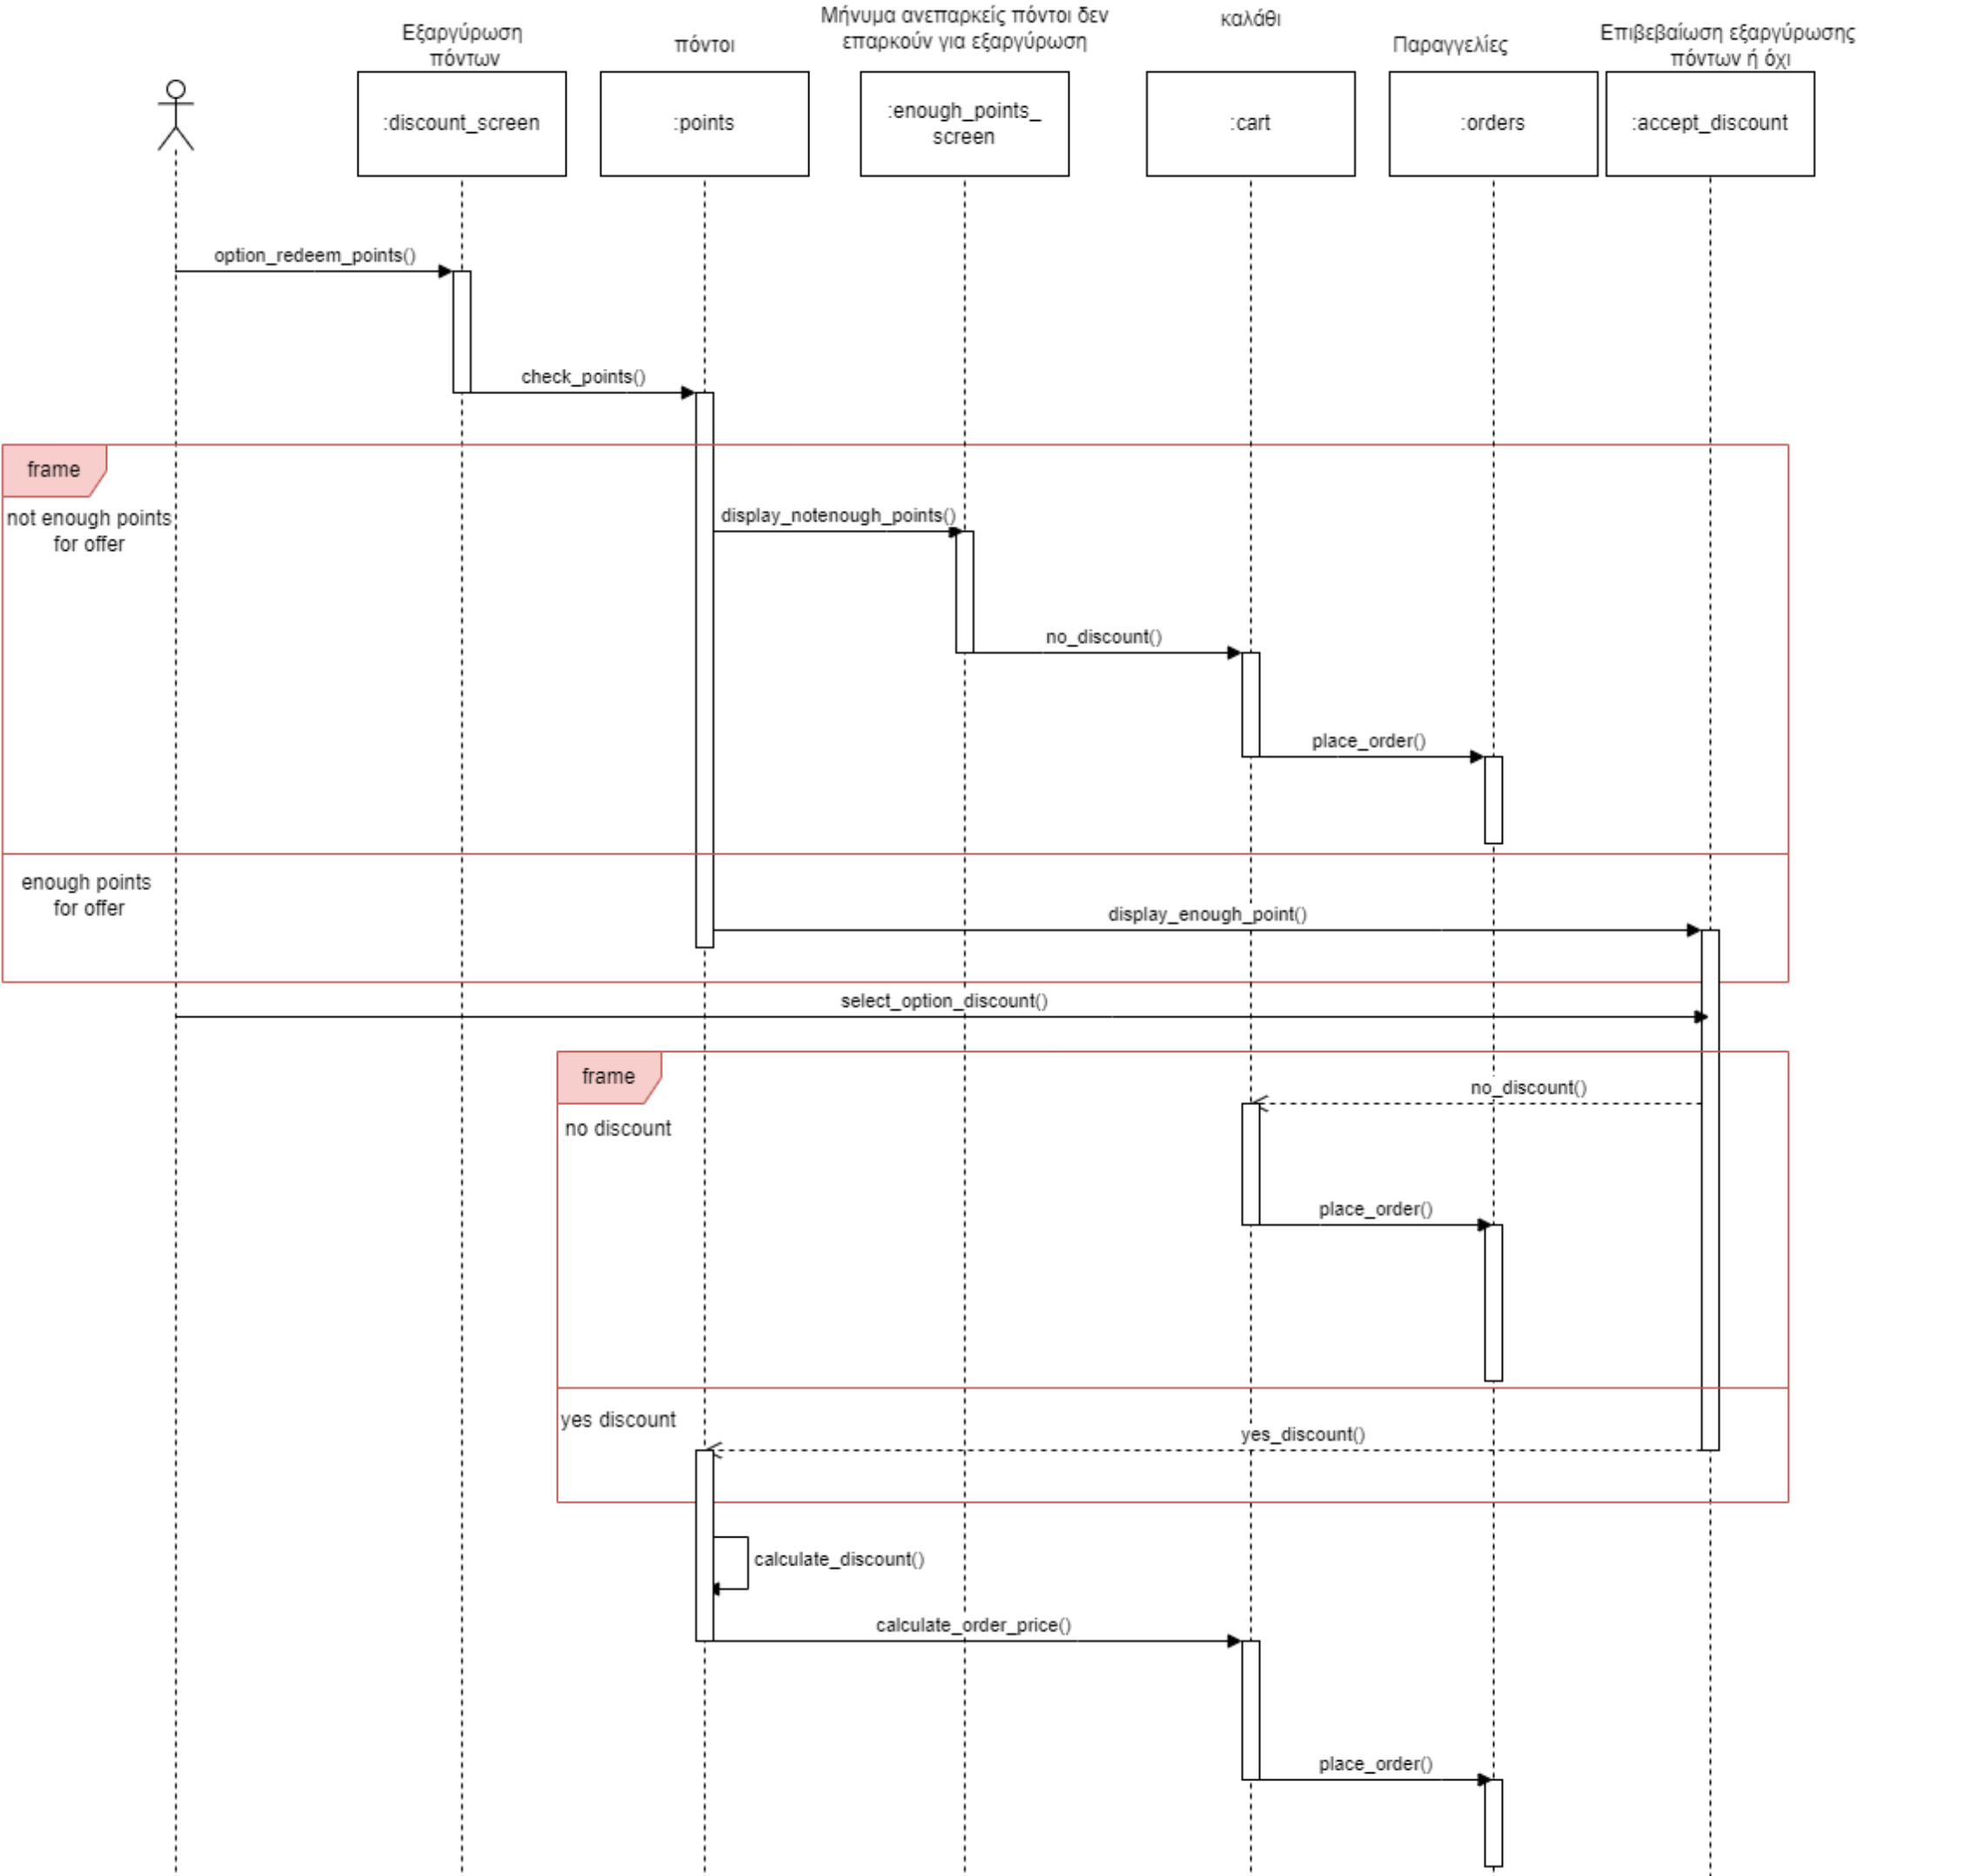 Εξαργύρωση
πόντων
πόντοι
Μήνυμα ανεπαρκείς πόντοι δεν
επαρκούν για εξαργύρωση
καλάθι
Παραγγελίες
Επιβεβαίωση εξαργύρωσης
πόντων ή όχι
:discount_screen
:points
:enough_points_
screen
:cart
:orders
:accept_discount
option_redeem_points()
check_points()
frame
not enough points
for offer
display_notenough_points()
no_discount()
place_order()
enough points
for offer
display_enough_point()
select_option_discount()
frame
no_discount()
no discount
place_order()
yes discount
yes_discount()
calculate_discount()
calculate_order_price()
place_order()